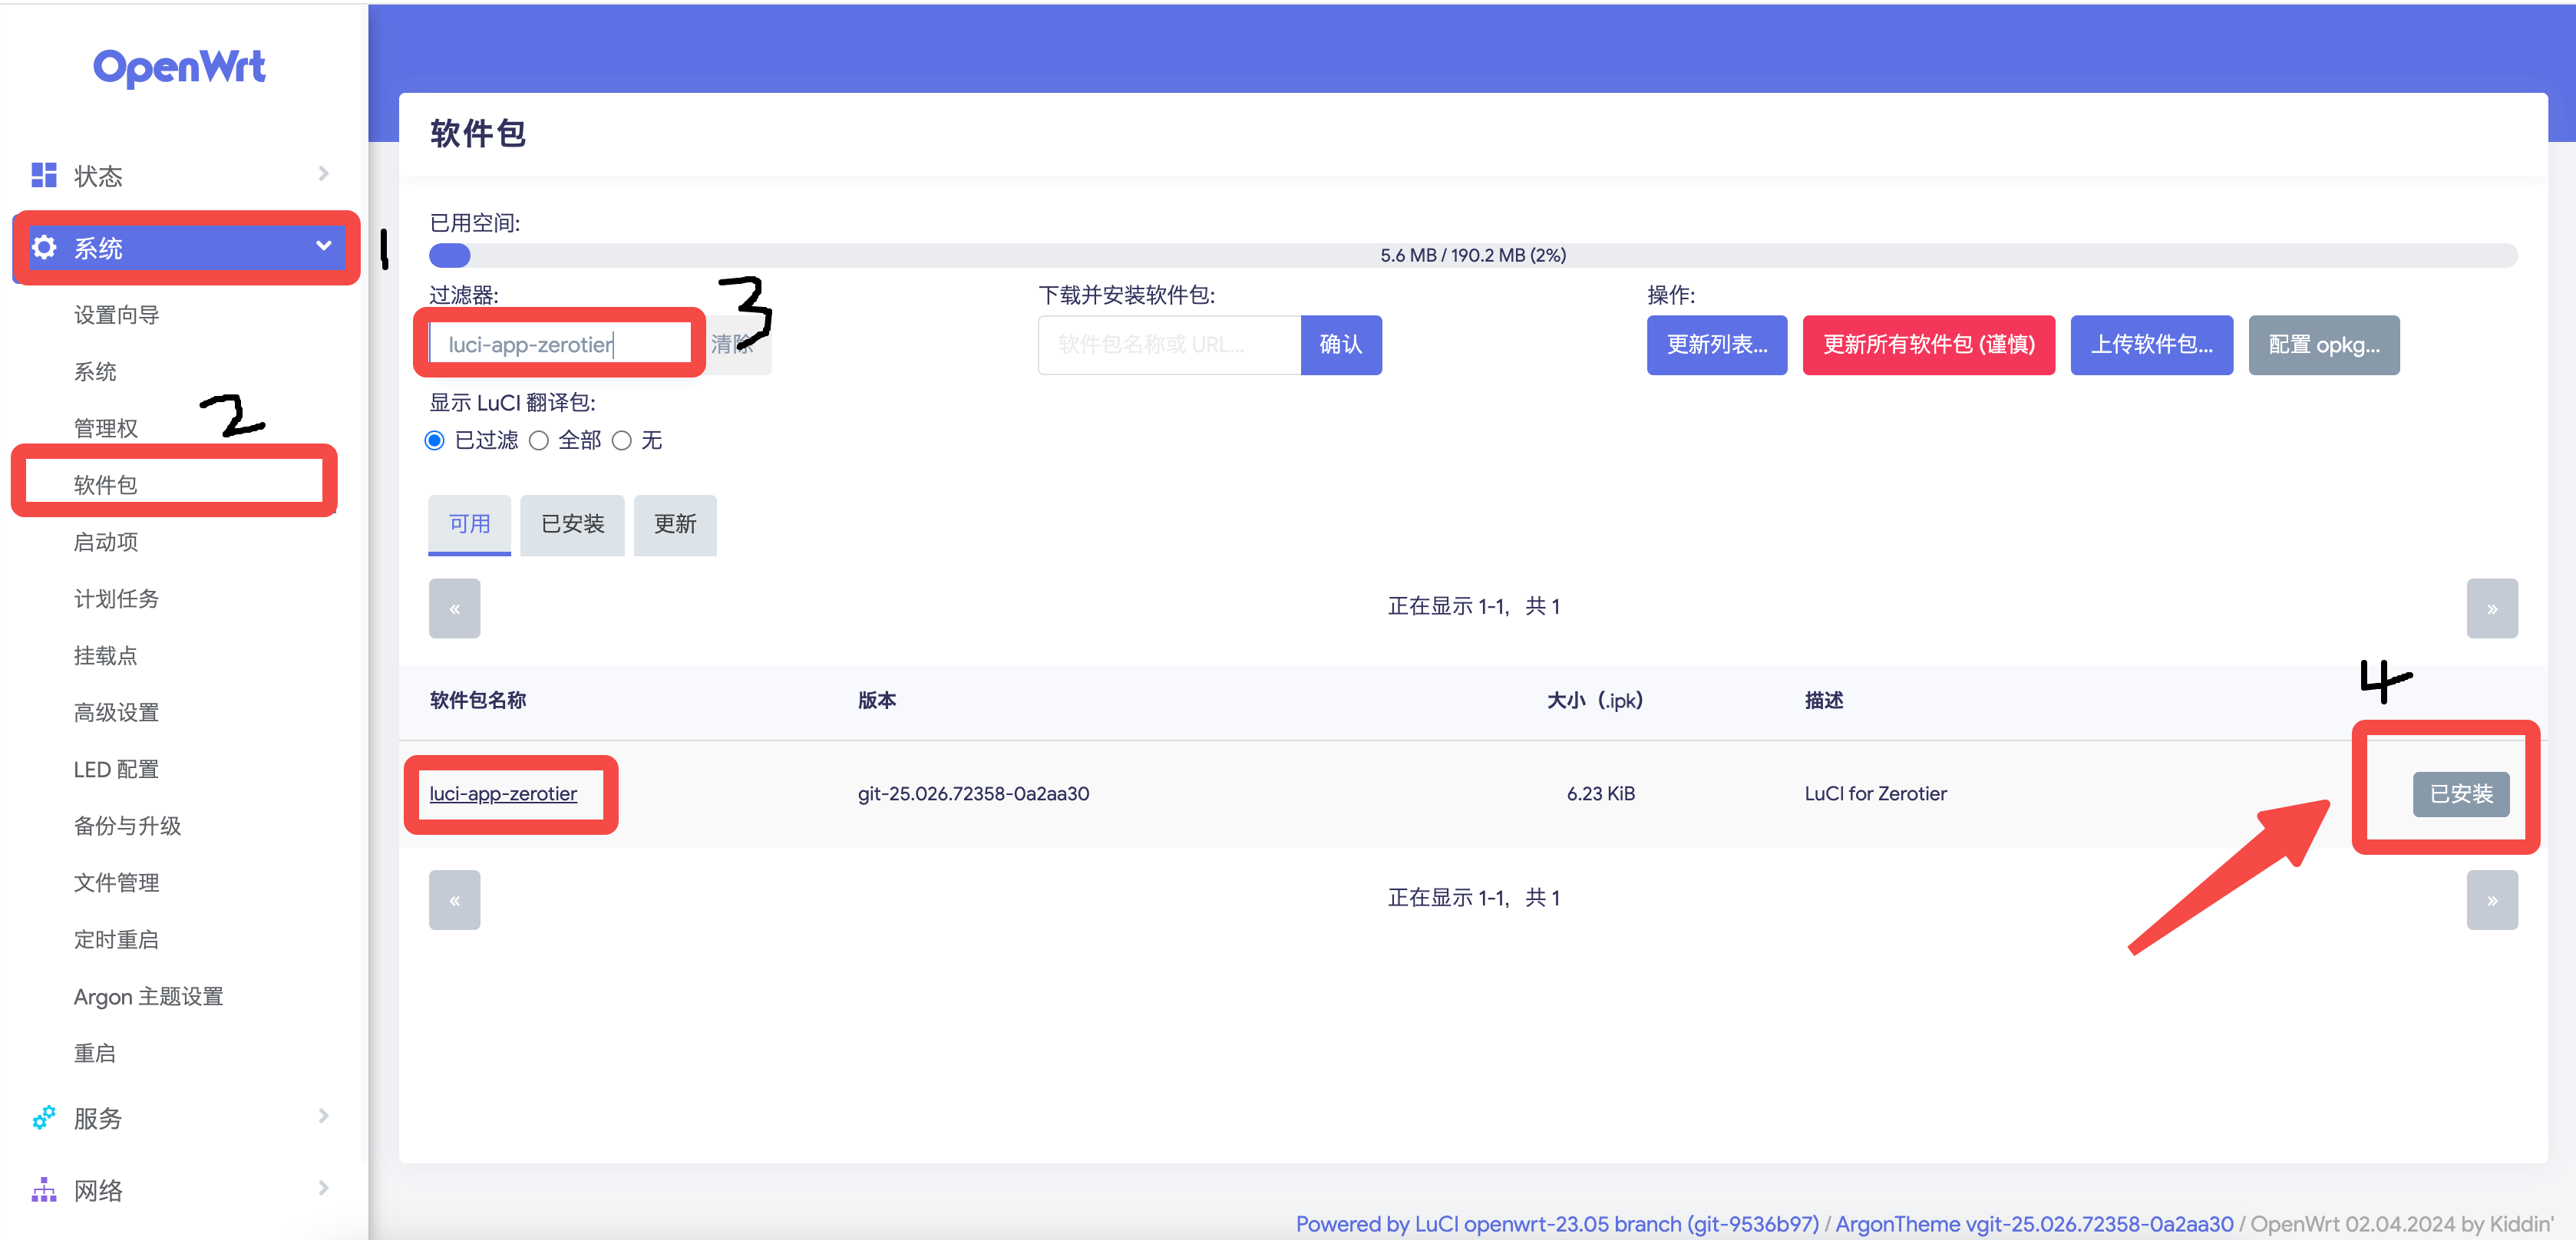 OpenWrt
状态
系统
1
设置向导
系统
管理权
2
软件包
启动项
计划任务
挂载点
高级设置
LED 配置
备份与升级
文件管理
定时重启
Argon 主题设置
重启
服务
网络
软件包
已用空间:
5.6 MB / 190.2 MB (2%)
过滤器:
3
下载并安装软件包:
操作:
luci-app-zerotier
清除
软件包名称或 URL...
确认
更新列表...
更新所有软件包 (谨慎)
上传软件包...
配置 opkg...
显示 LuCI 翻译包:
已过滤 全部 无
可用 已安装 更新
«
正在显示 1-1, 共 1
»
4
软件包名称 版本 大小（.ipk） 描述
luci-app-zerotier git-25.026.72358-0a2aa30 6.23 KiB LuCI for Zerotier 已安装
«
正在显示 1-1, 共 1
»
Powered by LuCI openwrt-23.05 branch (git-9536b97) / ArgonTheme vgit-25.026.72358-0a2aa30 / OpenWrt 02.04.2024 by Kiddin'